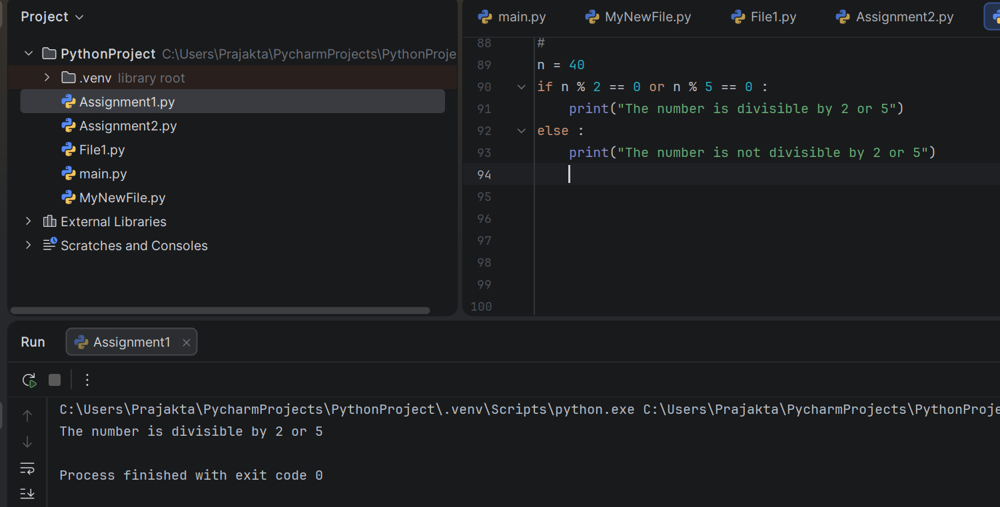 Project
main.py MyNewFile.py File1.py Assignment2.py
PythonProject C:\Users\Prajakta\PycharmProjects\PythonProje
.venv library root
Assignment1.py
Assignment2.py
File1.py
main.py
MyNewFile.py
External Libraries
Scratches and Consoles
88 #
89 n = 40
90 if n % 2 == 0 or n % 5 == 0 :
91     print("The number is divisible by 2 or 5")
92 else :
93     print("The number is not divisible by 2 or 5")
94
95
96
97
98
99
100
Run Assignment1
C:\Users\Prajakta\PycharmProjects\PythonProject\.venv\Scripts\python.exe C:\Users\Prajakta\PycharmProjects\PythonProje
The number is divisible by 2 or 5
Process finished with exit code 0